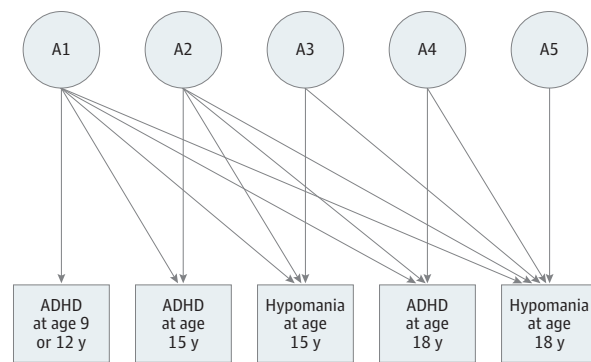 A1
A2
A3
A4
A5
ADHD
at age 9
or 12 y
ADHD
at age
15 y
Hypomania
at age
15 y
ADHD
at age
18 y
Hypomania
at age
18 y